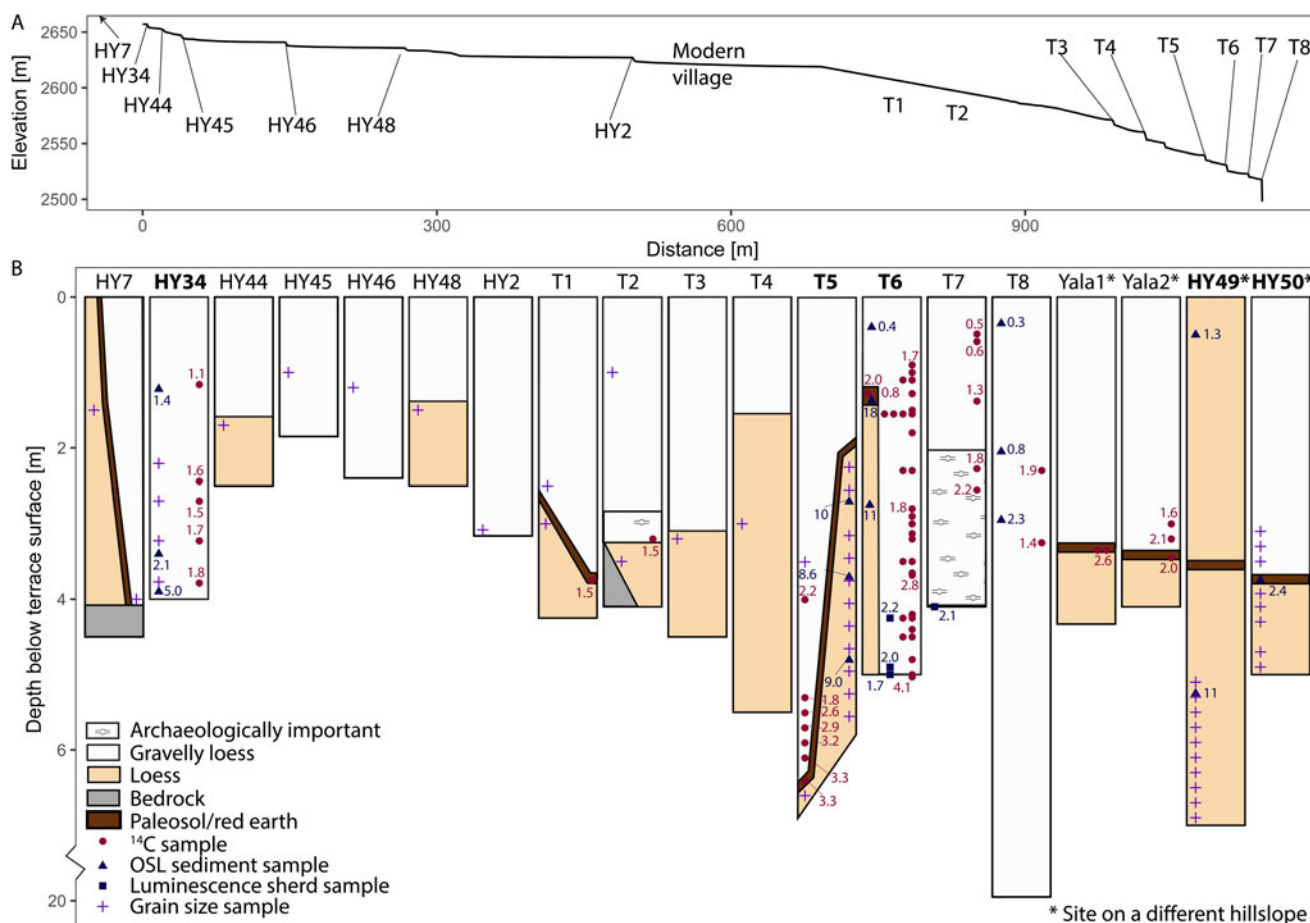 A
Elevation [m]
2650
2600
2550
2500
HY7
HY34
HY44
HY45
HY46
HY48
HY2
Modern
village
T1
T2
T3
T4
T5
T6
T7
T8
0
300
600
900
Distance [m]
B
HY7
HY34
HY44
HY45
HY46
HY48
HY2
T1
T2
T3
T4
T5
T6
T7
T8
Yala1*
Yala2*
HY49*
HY50*
Depth below terrace surface [m]
0
2
4
6
20
1.1
1.4
1.6
1.5
1.7
2.1
1.8
5.0
1.5
1.5
2.2
10
8.6
9.0
1.8
2.6
2.9
3.2
3.3
3.3
0.4
1.7
2.0
0.8
18
11
1.8
2.8
2.2
2.0
1.7
4.1
0.5
0.6
1.3
1.8
2.2
2.1
0.3
0.8
1.9
2.3
1.4
2.6
1.6
2.1
2.0
1.3
11
2.4
Archaeologically important
Gravelly loess
Loess
Bedrock
Paleosol/red earth
¹⁴C sample
OSL sediment sample
Luminescence sherd sample
Grain size sample
* Site on a different hillslope